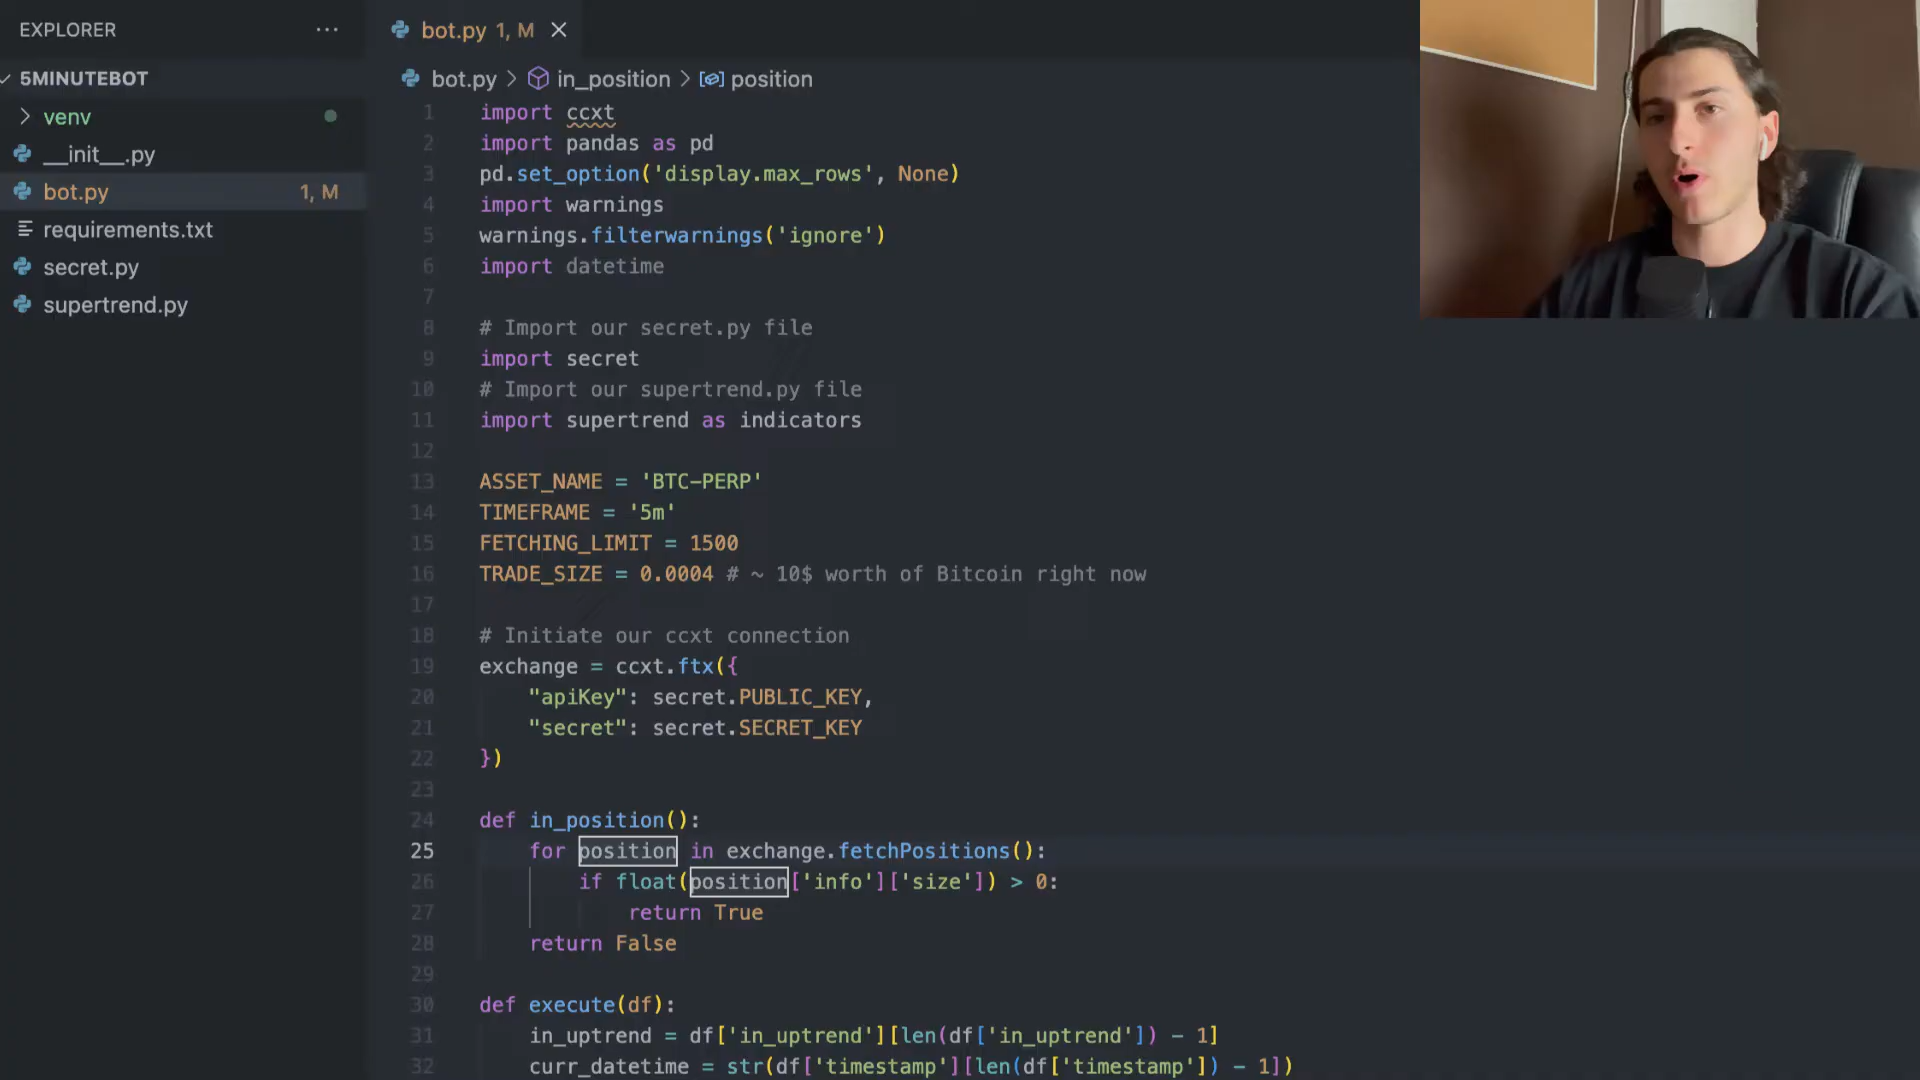 EXPLORER
5MINUTEBOT
venv
__init__.py
bot.py 1, M
requirements.txt
secret.py
supertrend.py
bot.py 1, M
bot.py > in_position > position
1 import ccxt
2 import pandas as pd
3 pd.set_option('display.max_rows', None)
4 import warnings
5 warnings.filterwarnings('ignore')
6 import datetime
7
8 # Import our secret.py file
9 import secret
10 # Import our supertrend.py file
11 import supertrend as indicators
12
13 ASSET_NAME = 'BTC-PERP'
14 TIMEFRAME = '5m'
15 FETCHING_LIMIT = 1500
16 TRADE_SIZE = 0.0004 # ~ 10$ worth of Bitcoin right now
17
18 # Initiate our ccxt connection
19 exchange = ccxt.ftx({
20     "apiKey": secret.PUBLIC_KEY,
21     "secret": secret.SECRET_KEY
22 })
23
24 def in_position():
25     for position in exchange.fetchPositions():
26         if float(position['info']['size']) > 0:
27             return True
28     return False
29
30 def execute(df):
31     in_uptrend = df['in_uptrend'][len(df['in_uptrend']) - 1]
32     curr_datetime = str(df['timestamp'][len(df['timestamp']) - 1])